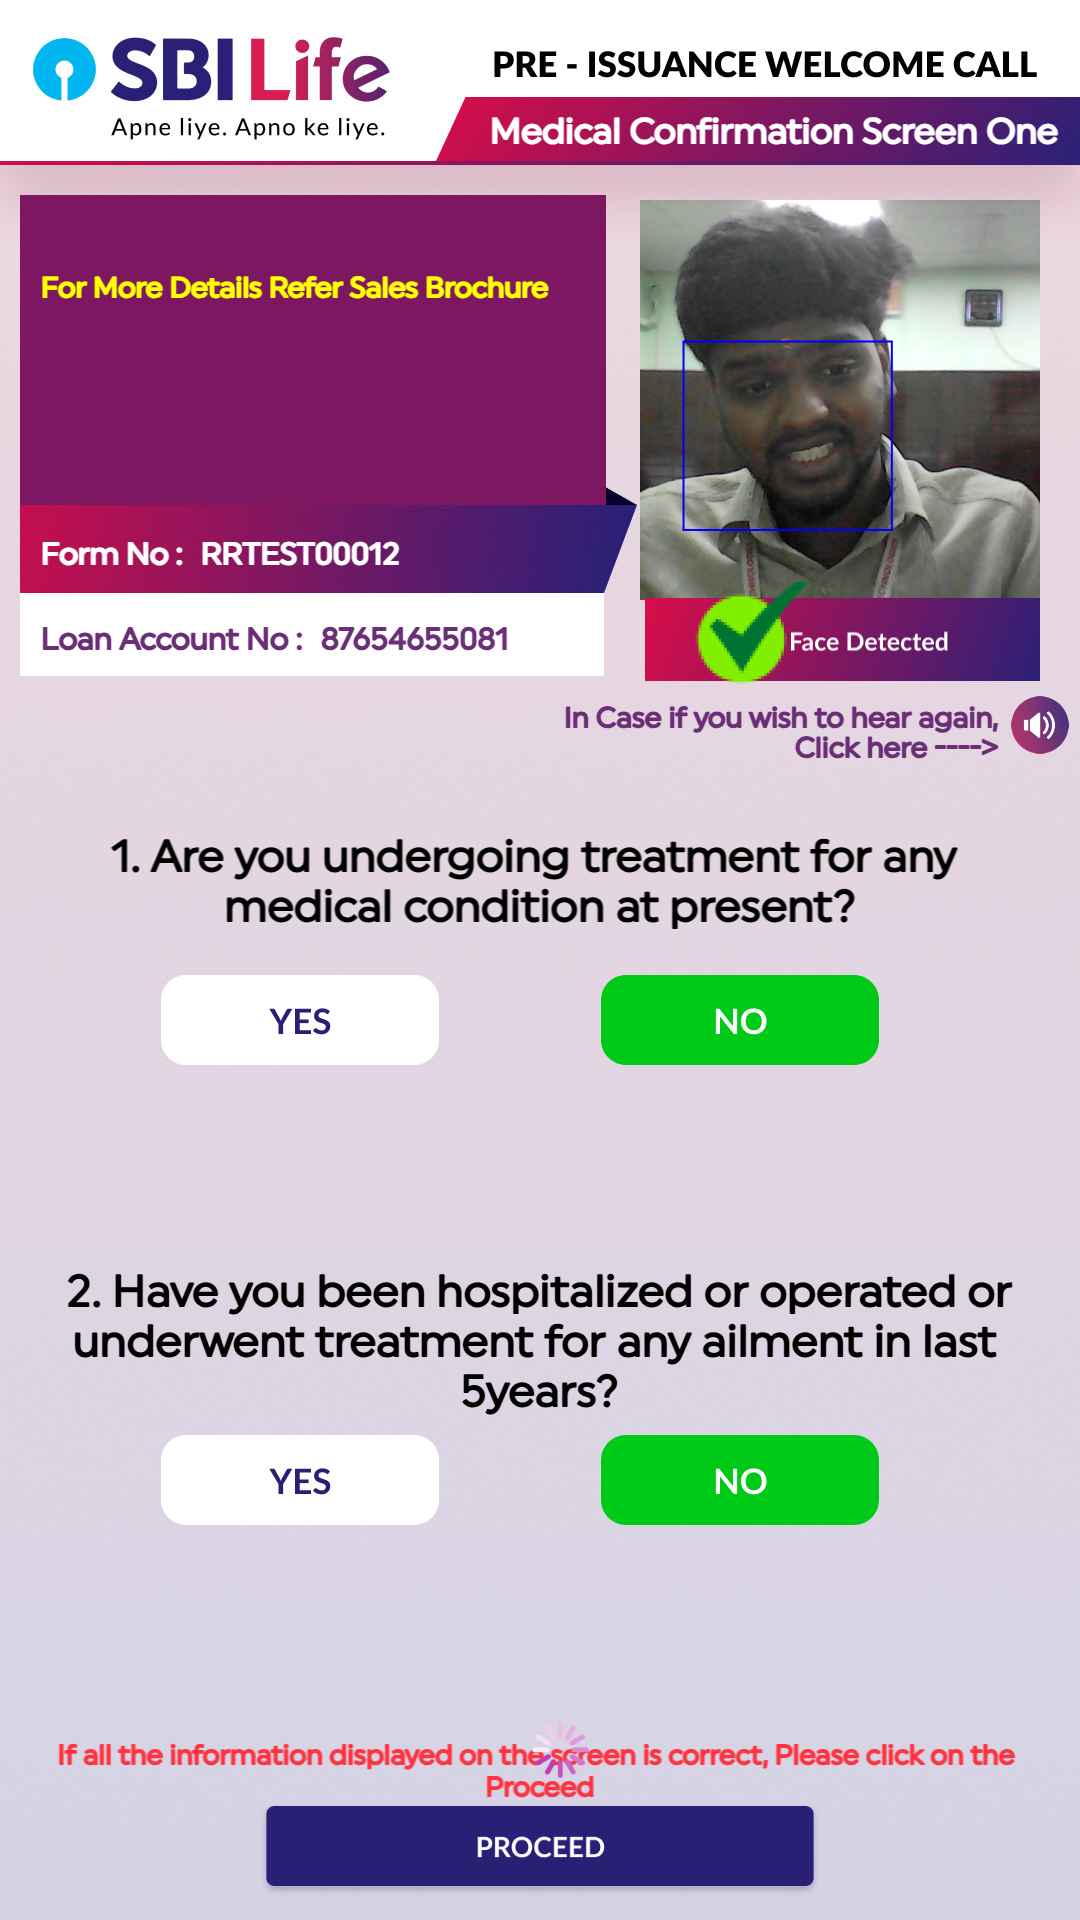 SBI Life
Apne liye. Apno ke liye.
PRE - ISSUANCE WELCOME CALL
Medical Confirmation Screen One
For More Details Refer Sales Brochure
Form No : RRTEST00012
Loan Account No : 87654655081
Face Detected
In Case if you wish to hear again,
Click here ---->
1. Are you undergoing treatment for any
medical condition at present?
YES NO
2. Have you been hospitalized or operated or
underwent treatment for any ailment in last
5years?
YES NO
If all the information displayed on the screen is correct, Please click on the
Proceed
PROCEED